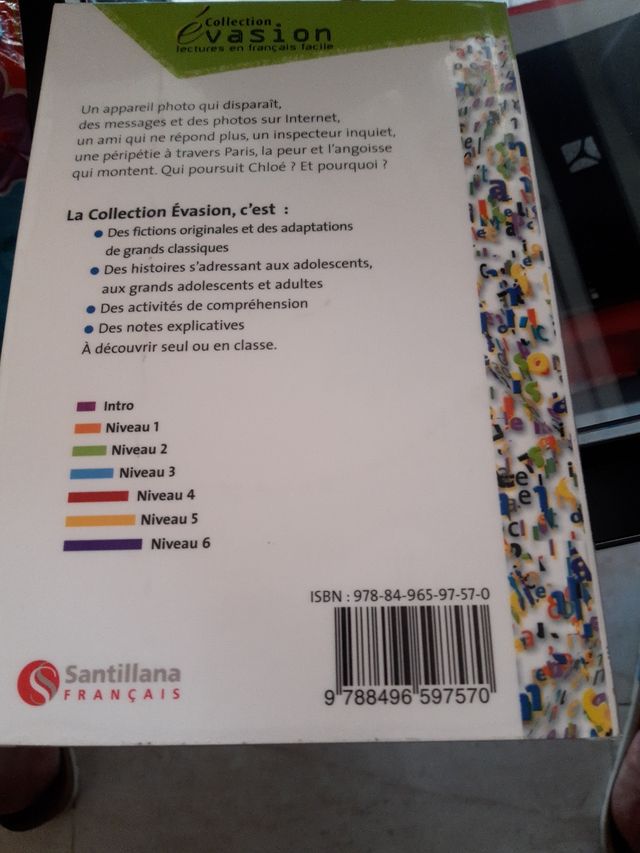 Collection
évasion
lectures en français facile
Un appareil photo qui disparaît,
des messages et des photos sur Internet,
un ami qui ne répond plus, un inspecteur inquiet,
une péripétie à travers Paris, la peur et l'angoisse
qui montent. Qui poursuit Chloé ? Et pourquoi ?
La Collection Évasion, c'est :
• Des fictions originales et des adaptations
de grands classiques
• Des histoires s'adressant aux adolescents,
aux grands adolescents et adultes
• Des activités de compréhension
• Des notes explicatives
À découvrir seul ou en classe.
Intro
Niveau 1
Niveau 2
Niveau 3
Niveau 4
Niveau 5
Niveau 6
ISBN : 978-84-965-97-57-0
9 788496 597570
Santillana
FRANÇAIS